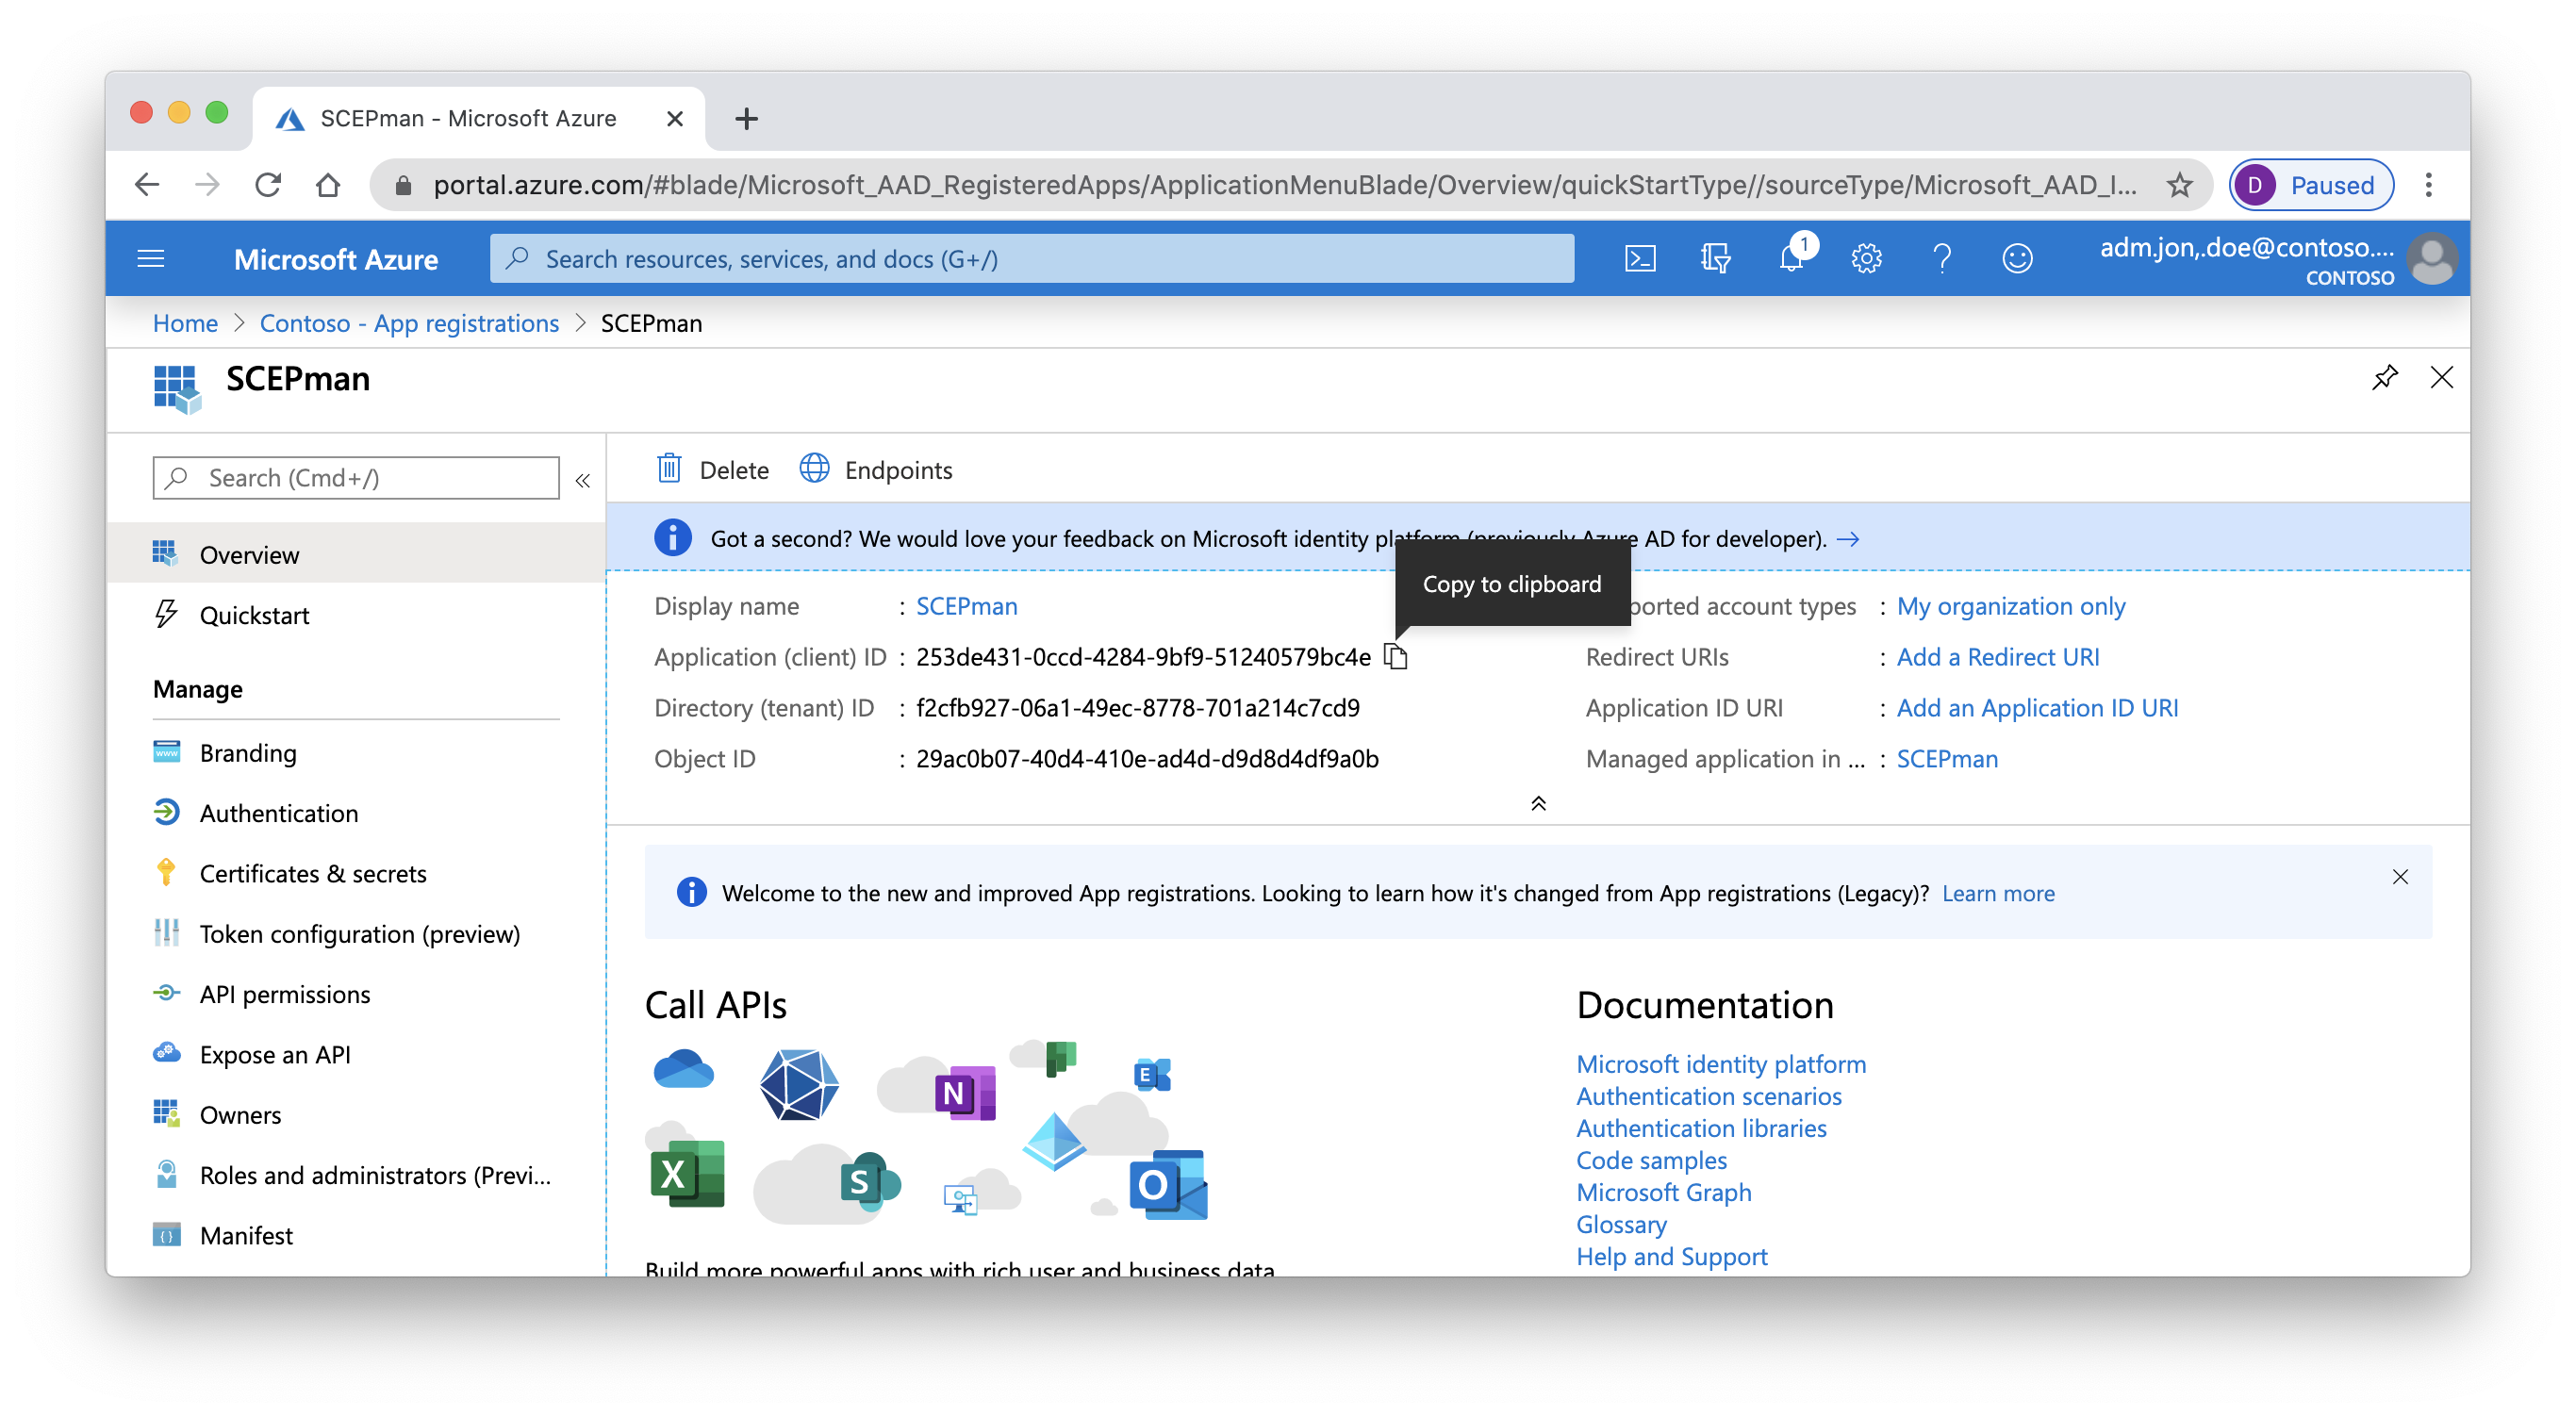 SCEPman - Microsoft Azure
portal.azure.com/#blade/Microsoft_AAD_RegisteredApps/ApplicationMenuBlade/Overview/quickStartType//sourceType/Microsoft_AAD_I...
D Paused
Microsoft Azure
Search resources, services, and docs (G+/)
1
adm.jon,.doe@contoso....
CONTOSO
Home > Contoso - App registrations > SCEPman
SCEPman
Search (Cmd+/)
«
Overview
Quickstart
Manage
Branding
Authentication
Certificates & secrets
Token configuration (preview)
API permissions
Expose an API
Owners
Roles and administrators (Previ...
Manifest
Delete
Endpoints
Got a second? We would love your feedback on Microsoft identity platform (previously Azure AD for developer). →
Copy to clipboard
Display name : SCEPman
Application (client) ID : 253de431-0ccd-4284-9bf9-51240579bc4e
Directory (tenant) ID : f2cfb927-06a1-49ec-8778-701a214c7cd9
Object ID : 29ac0b07-40d4-410e-ad4d-d9d8d4df9a0b
ported account types : My organization only
Redirect URIs : Add a Redirect URI
Application ID URI : Add an Application ID URI
Managed application in ... : SCEPman
Welcome to the new and improved App registrations. Looking to learn how it's changed from App registrations (Legacy)? Learn more
Call APIs
N
E
X
S
O
Build more powerful apps with rich user and business data
Documentation
Microsoft identity platform
Authentication scenarios
Authentication libraries
Code samples
Microsoft Graph
Glossary
Help and Support